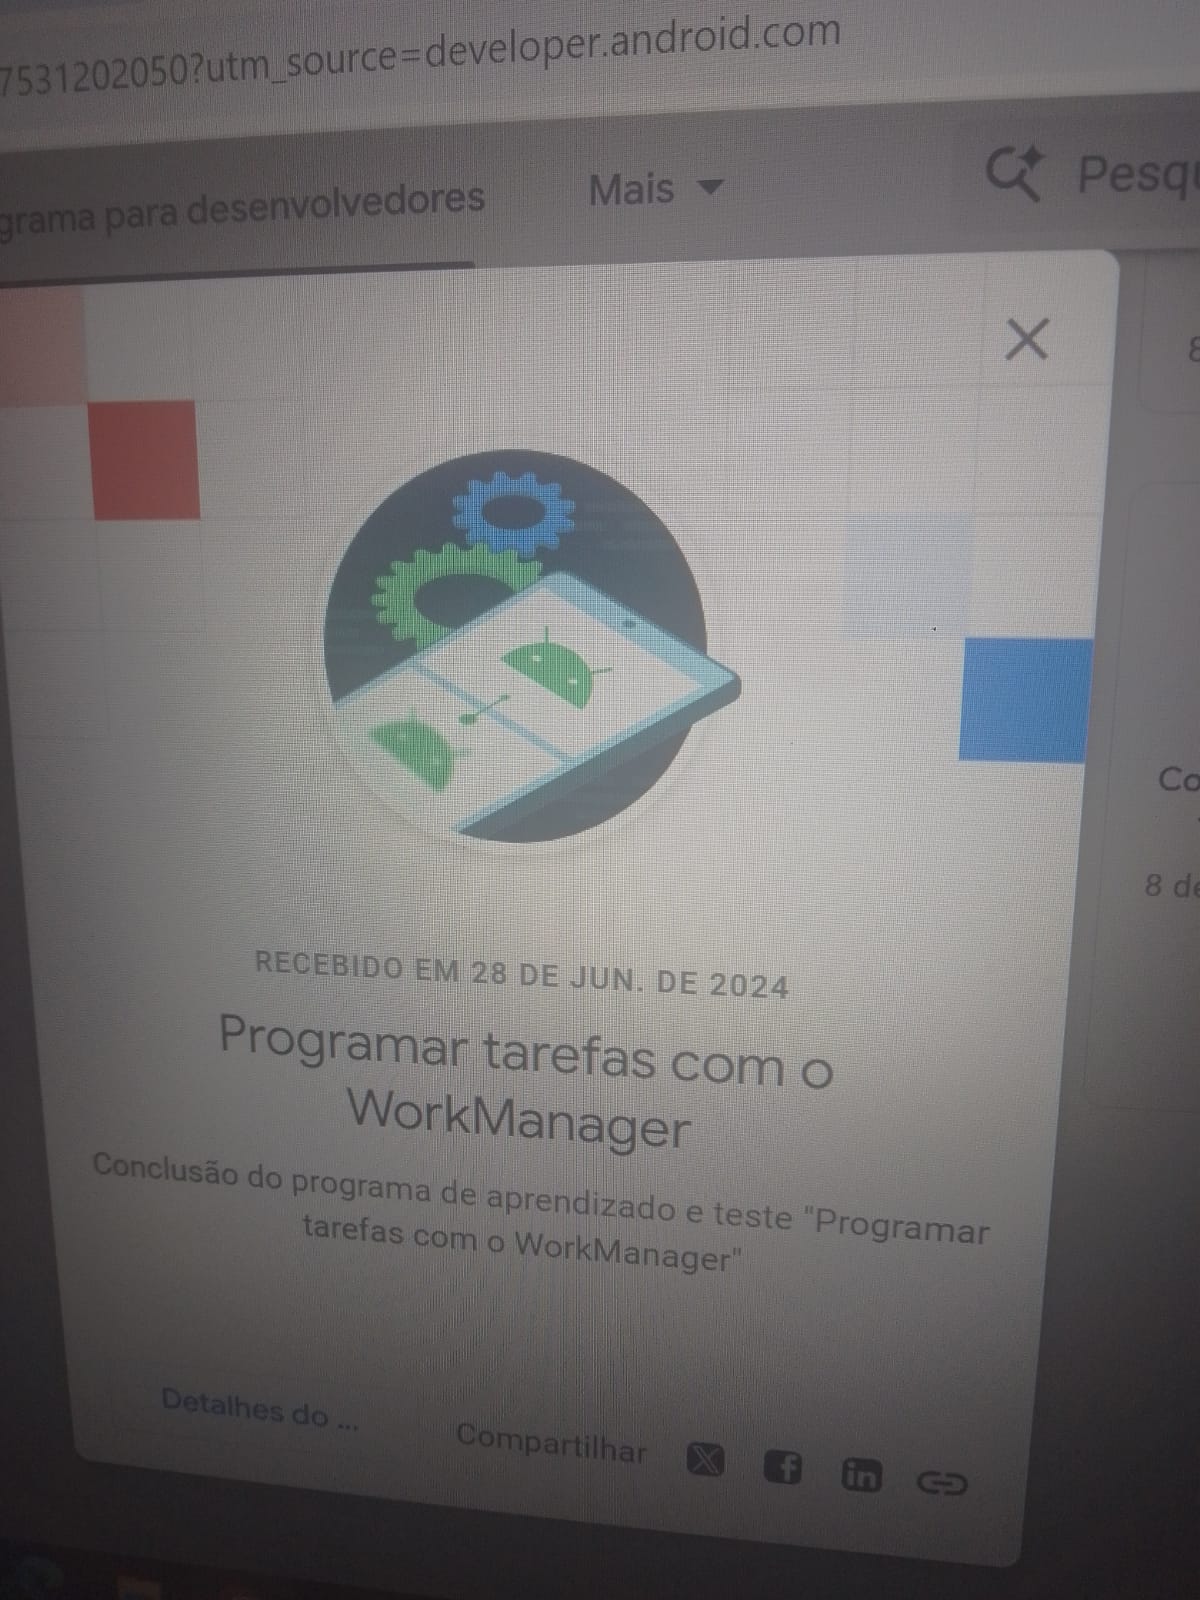 7531202050?utm_source=developer.android.com
grama para desenvolvedores
Mais
Pesqu
RECEBIDO EM 28 DE JUN. DE 2024
Programar tarefas com o
WorkManager
Conclusão do programa de aprendizado e teste "Programar
tarefas com o WorkManager"
Detalhes do ...
Compartilhar
Co
8 de